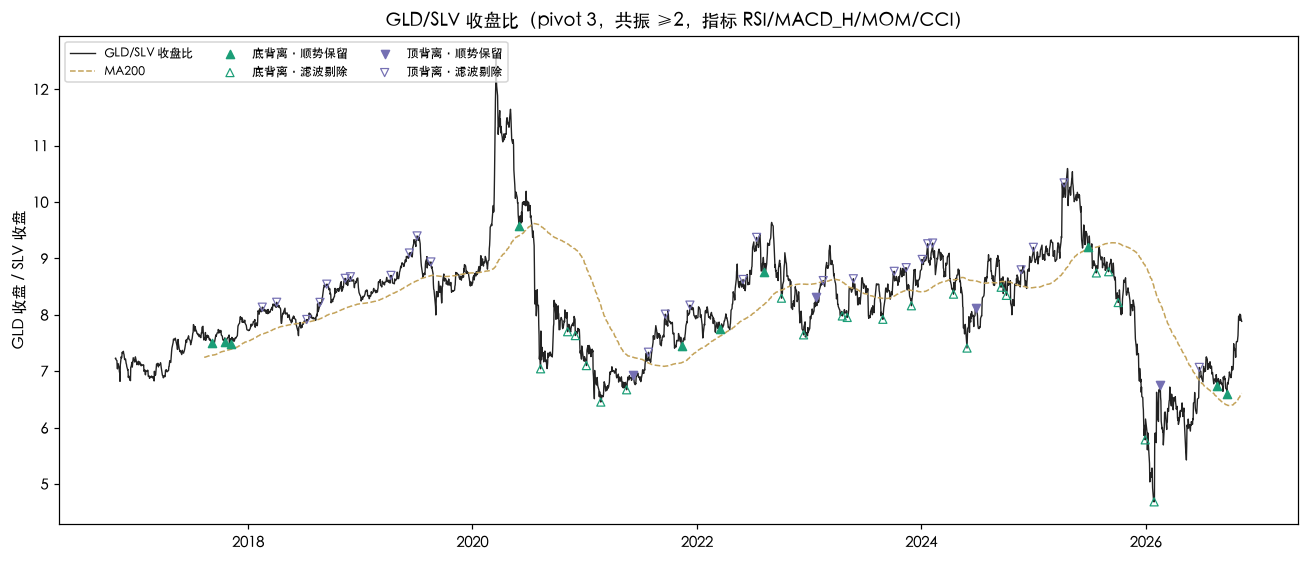 GLD/SLV 收盘比（pivot 3，共振 ≥2，指标 RSI/MACD_H/MOM/CCI）
GLD/SLV 收盘比
MA200
底背离·顺势保留
底背离·滤波剔除
顶背离·顺势保留
顶背离·滤波剔除
GLD 收盘 / SLV 收盘
12
11
10
9
8
7
6
5
2018
2020
2022
2024
2026